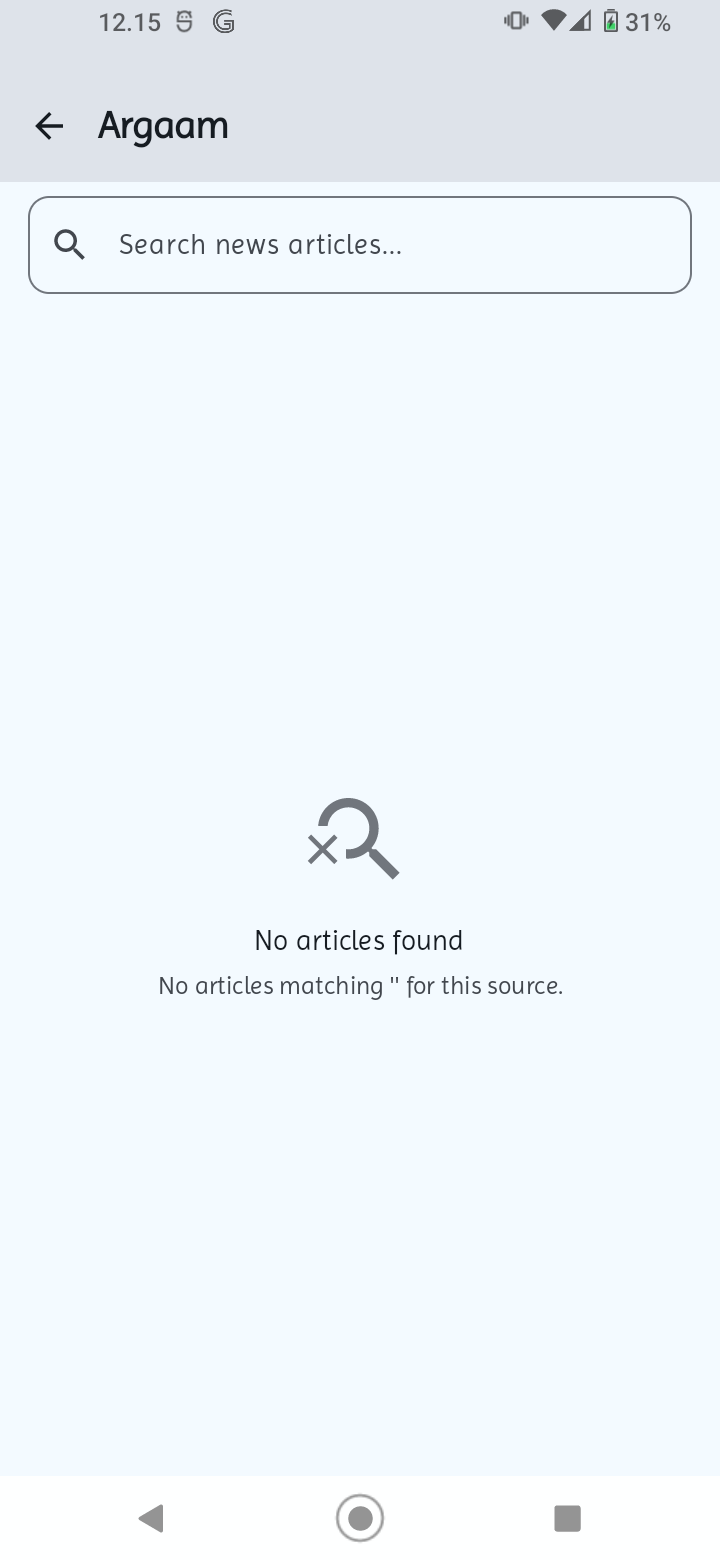 12.15
31%
Argaam
Search news articles...
No articles found
No articles matching '' for this source.